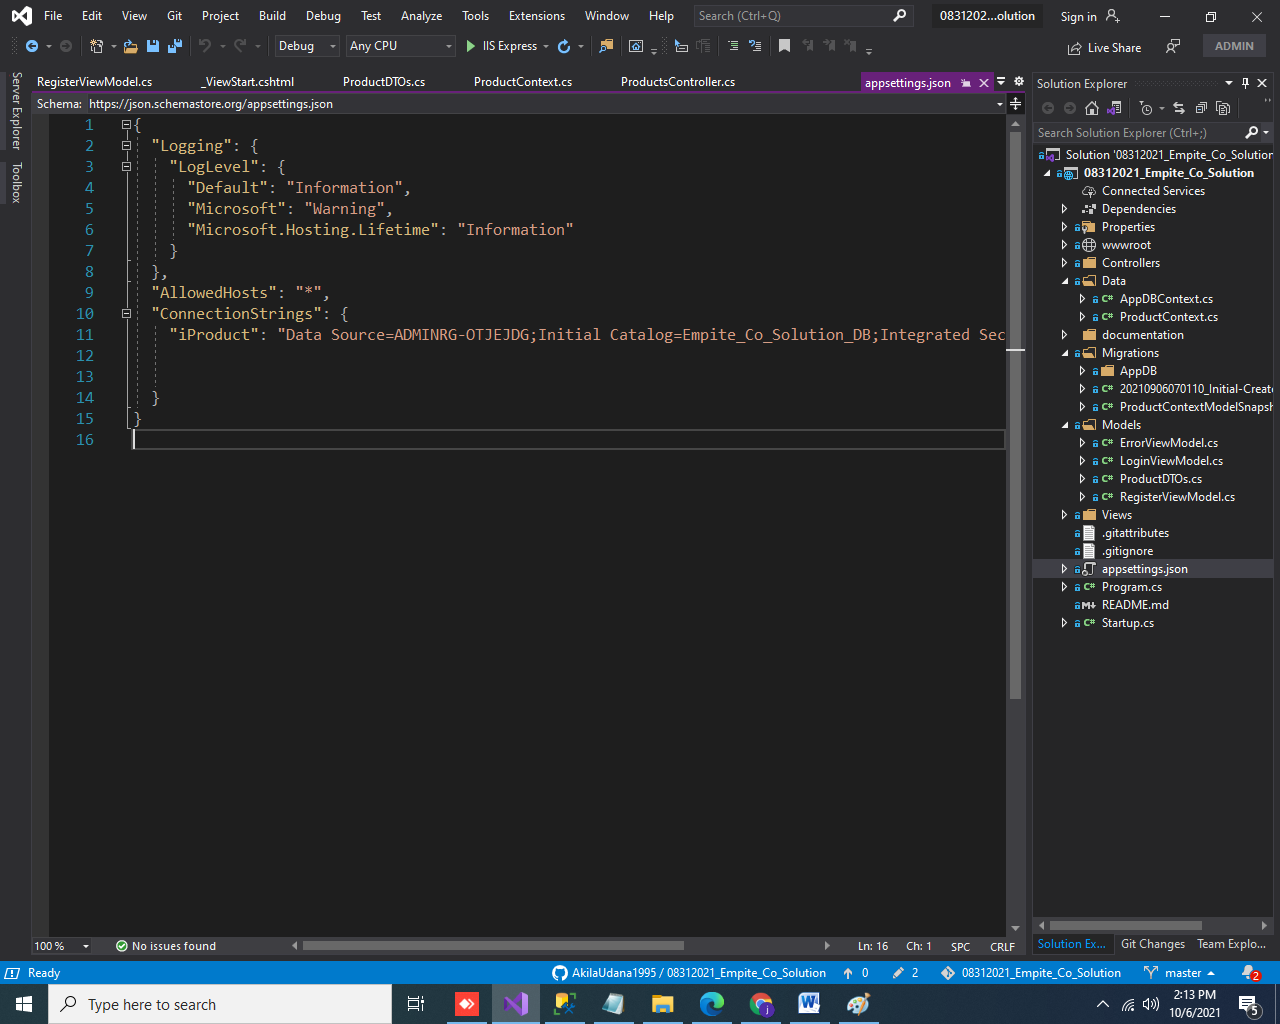 File Edit View Git Project Build Debug Test Analyze Tools Extensions Window Help Search (Ctrl+Q) 0831202...olution Sign in
Debug Any CPU IIS Express Live Share ADMIN
RegisterViewModel.cs _ViewStart.cshtml ProductDTOs.cs ProductContext.cs ProductsController.cs appsettings.json
Schema: https://json.schemastore.org/appsettings.json
Server Explorer
Toolbox
1 {
2 "Logging": {
3 "LogLevel": {
4 "Default": "Information",
5 "Microsoft": "Warning",
6 "Microsoft.Hosting.Lifetime": "Information"
7 }
8 },
9 "AllowedHosts": "*",
10 "ConnectionStrings": {
11 "iProduct": "Data Source=ADMINRG-OTJEJDG;Initial Catalog=Empite_Co_Solution_DB;Integrated Sec
12
13
14 }
15 }
16
100 % No issues found Ln: 16 Ch: 1 SPC CRLF
Solution Explorer
Search Solution Explorer (Ctrl+;)
Solution '08312021_Empite_Co_Solution
08312021_Empite_Co_Solution
Connected Services
Dependencies
Properties
wwwroot
Controllers
Data
C# AppDBContext.cs
C# ProductContext.cs
documentation
Migrations
AppDB
C# 20210906070110_Initial-Create
C# ProductContextModelSnapsh
Models
C# ErrorViewModel.cs
C# LoginViewModel.cs
C# ProductDTOs.cs
C# RegisterViewModel.cs
Views
.gitattributes
.gitignore
appsettings.json
C# Program.cs
README.md
C# Startup.cs
Solution Ex... Git Changes Team Explo...
Ready AkilaUdana1995 / 08312021_Empite_Co_Solution 0 2 08312021_Empite_Co_Solution master 2
Type here to search
2:13 PM
10/6/2021
5